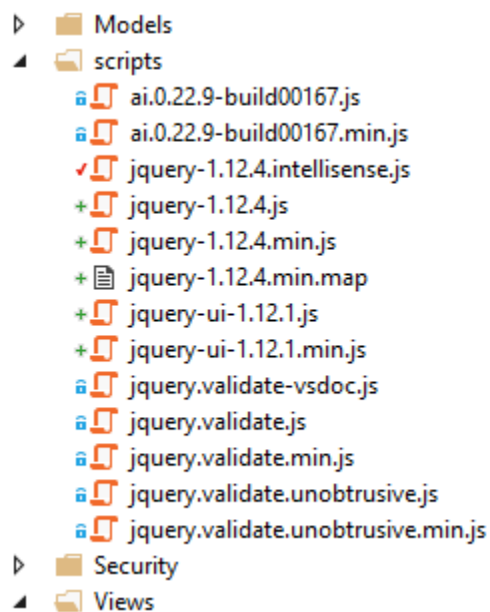 Models
scripts
ai.0.22.9-build00167.js
ai.0.22.9-build00167.min.js
jquery-1.12.4.intellisense.js
jquery-1.12.4.js
jquery-1.12.4.min.js
jquery-1.12.4.min.map
jquery-ui-1.12.1.js
jquery-ui-1.12.1.min.js
jquery.validate-vsdoc.js
jquery.validate.js
jquery.validate.min.js
jquery.validate.unobtrusive.js
jquery.validate.unobtrusive.min.js
Security
Views